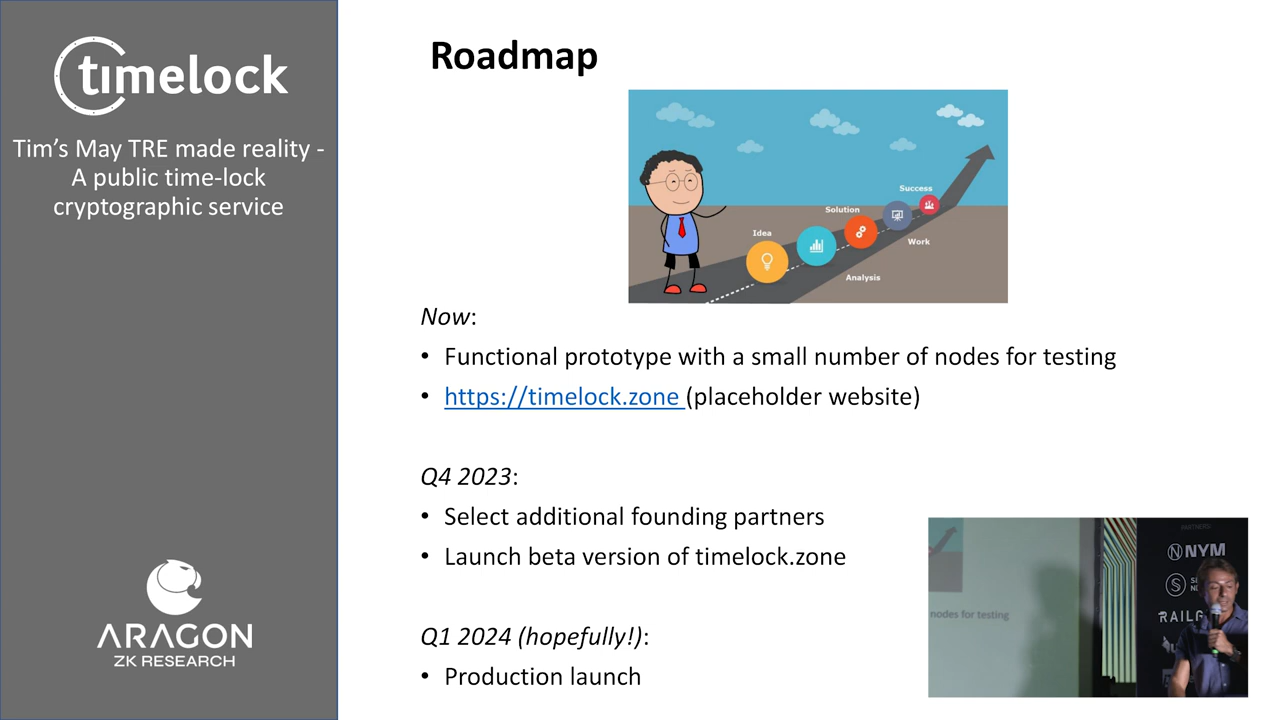 timelock
Tim's May TRE made reality -
A public time-lock
cryptographic service
ARAGON
ZK RESEARCH
Roadmap
Idea
Solution
Success
Work
Analysis
Now:
• Functional prototype with a small number of nodes for testing
• https://timelock.zone (placeholder website)
Q4 2023:
• Select additional founding partners
• Launch beta version of timelock.zone
Q1 2024 (hopefully!):
• Production launch
nodes for testing
PARTNERS:
NYM